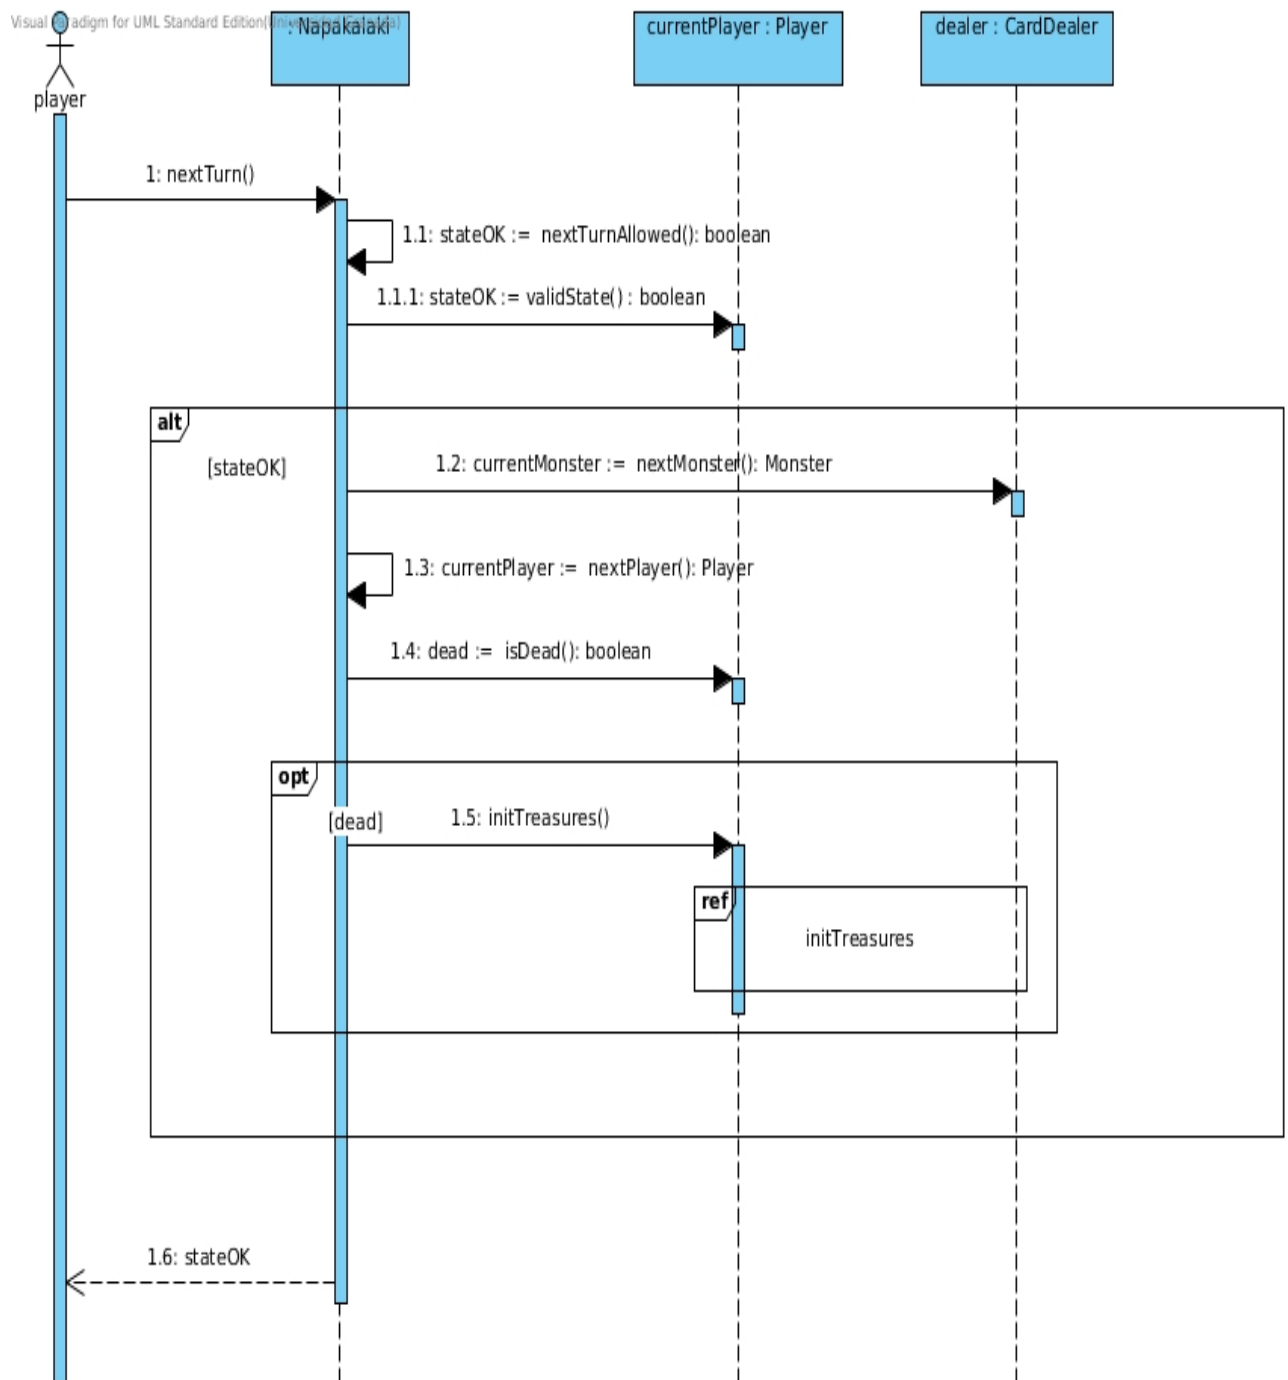 Visual Paradigm for UML Standard Edition(Universidad Granada)
: Napakalaki
currentPlayer : Player
dealer : CardDealer
player
1: nextTurn()
1.1: stateOK := nextTurnAllowed(): boolean
1.1.1: stateOK := validState() : boolean
alt
[stateOK]
1.2: currentMonster := nextMonster(): Monster
1.3: currentPlayer := nextPlayer(): Player
1.4: dead := isDead(): boolean
opt
[dead]
1.5: initTreasures()
ref
initTreasures
1.6: stateOK